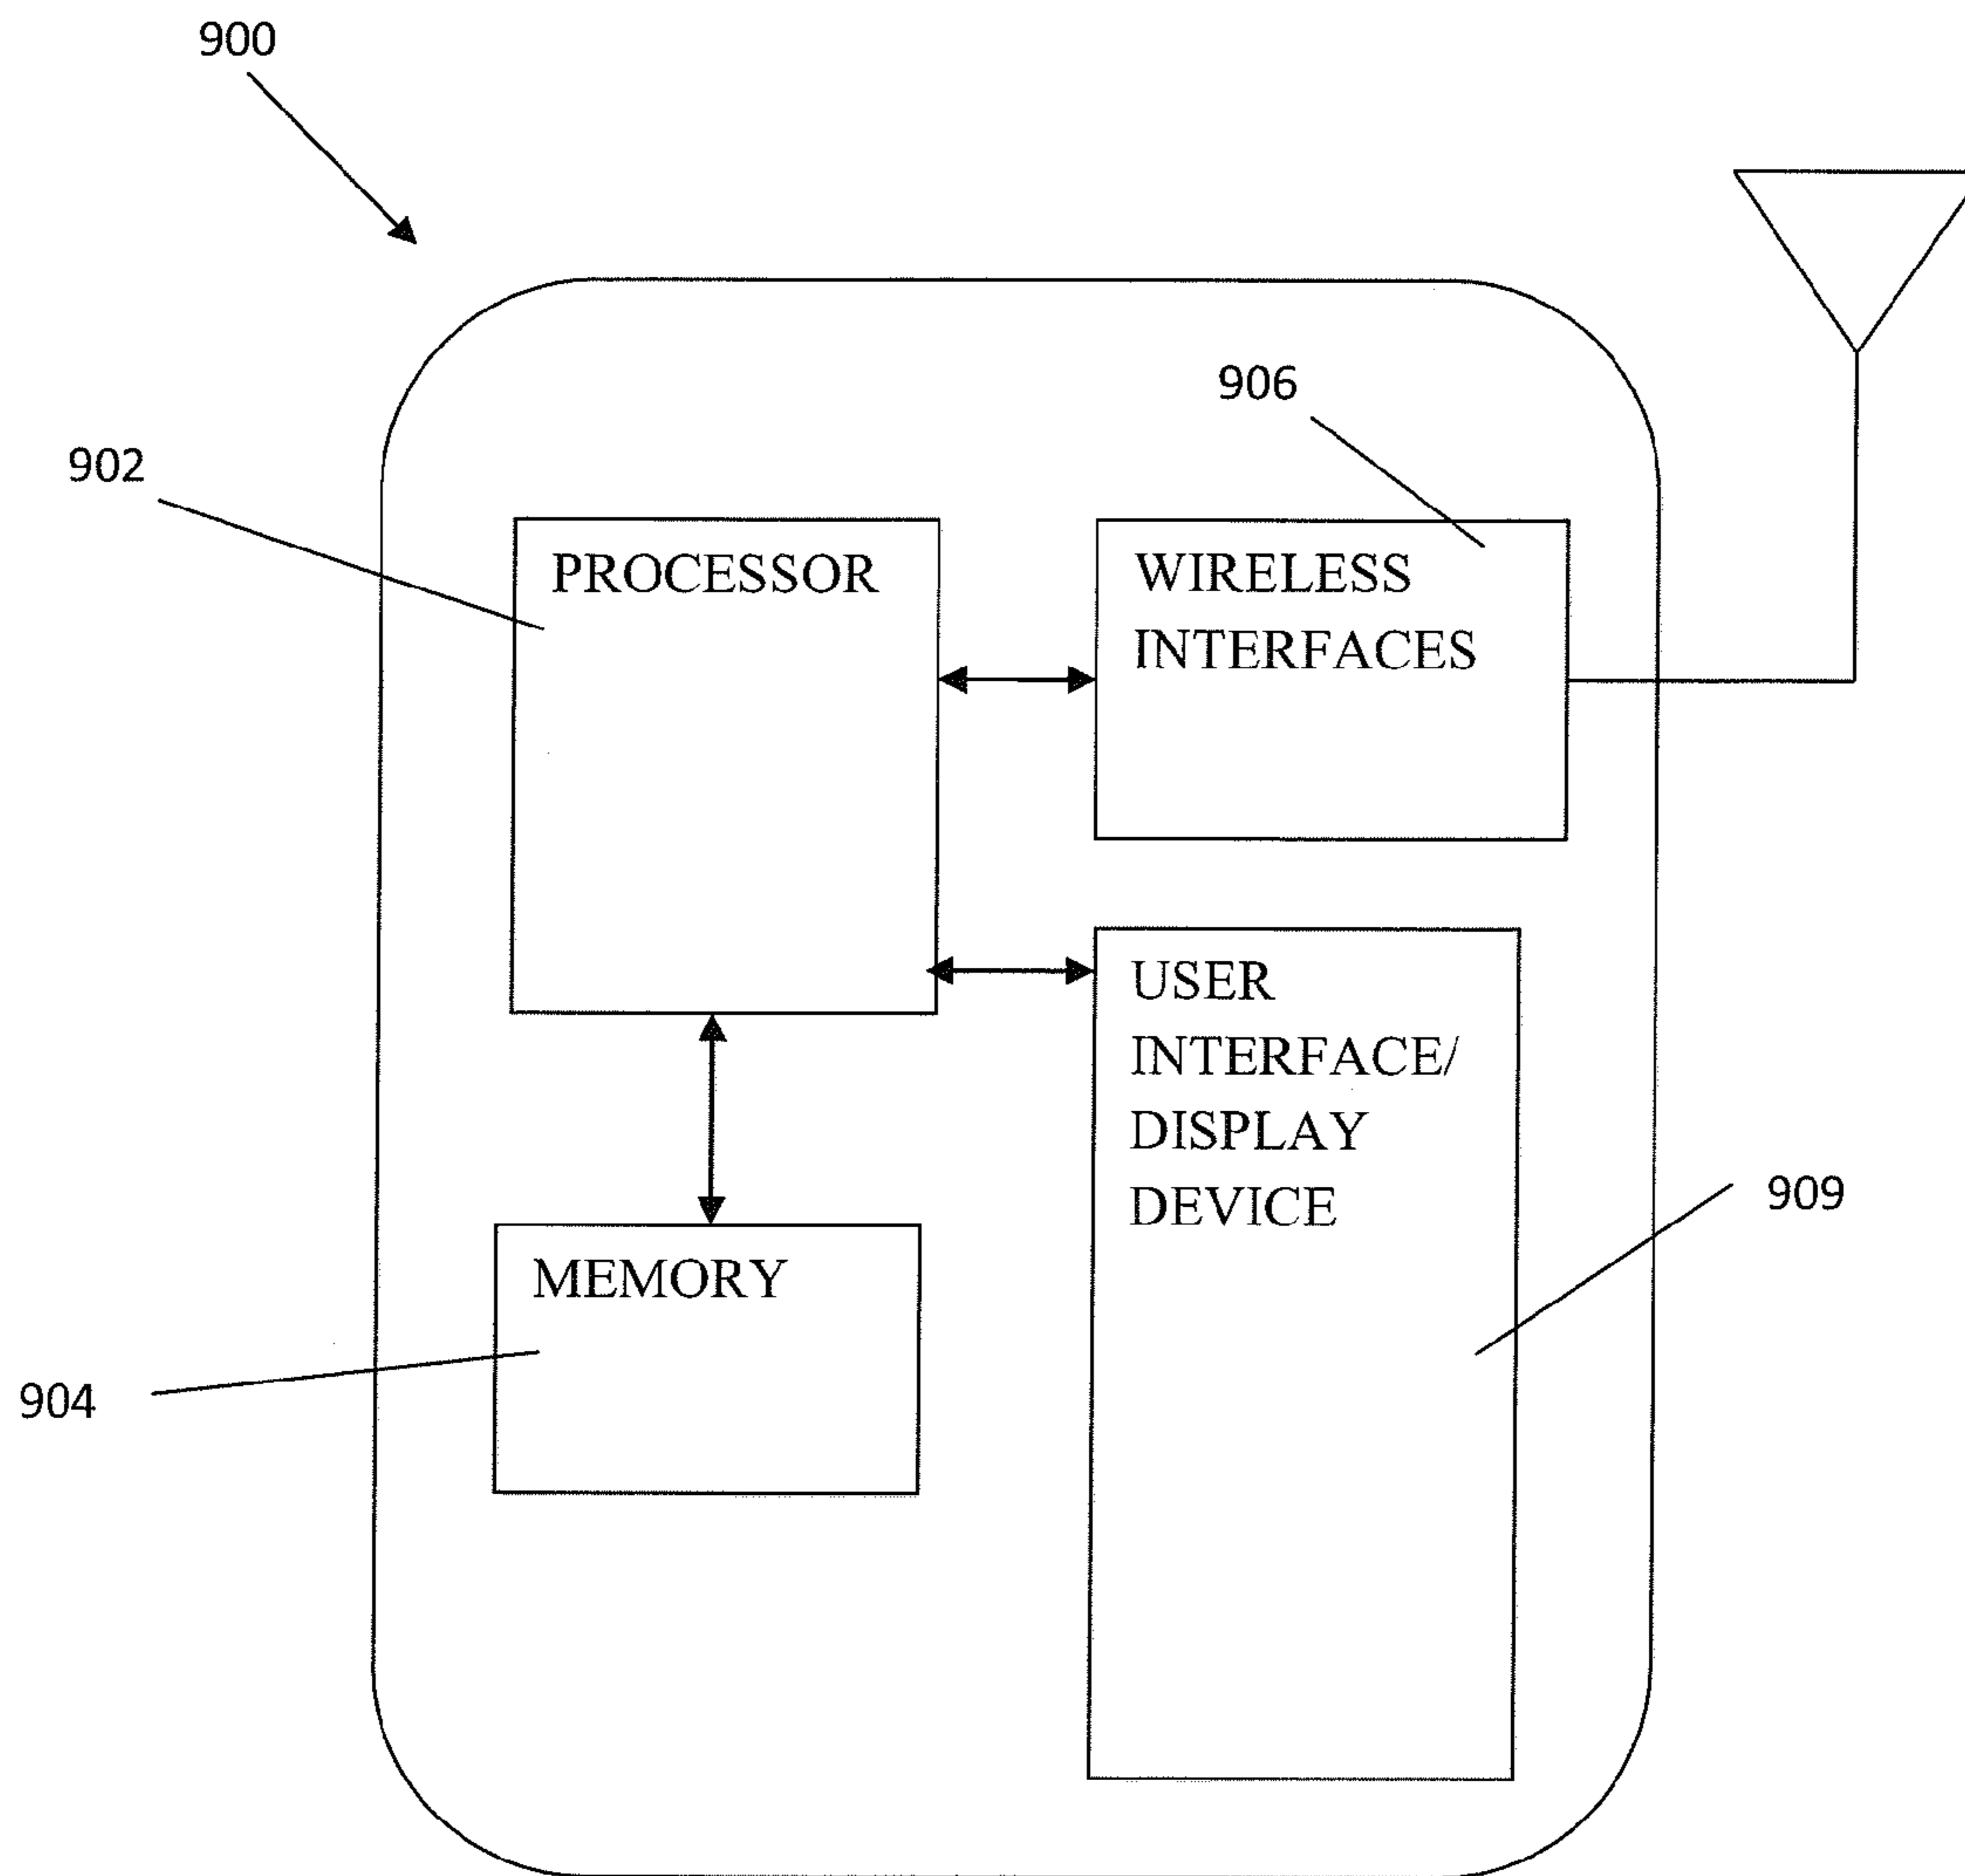 900
906
902
PROCESSOR
WIRELESS
INTERFACES
USER
INTERFACE/
DISPLAY
DEVICE
909
MEMORY
904